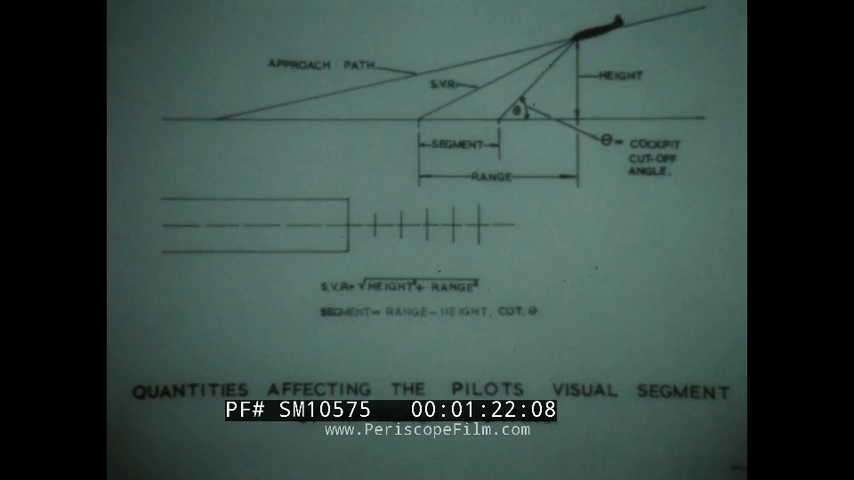 APPROACH PATH
S.V.R.
HEIGHT
θ
θ = COCKPIT
CUT-OFF
ANGLE.
SEGMENT
RANGE
S.V.R= √HEIGHT²+ RANGE²
SEGMENT= RANGE - HEIGHT, COT, θ.
QUANTITIES AFFECTING THE PILOTS VISUAL SEGMENT
PF# SM10575 00:01:22:08
www.PeriscopeFilm.com